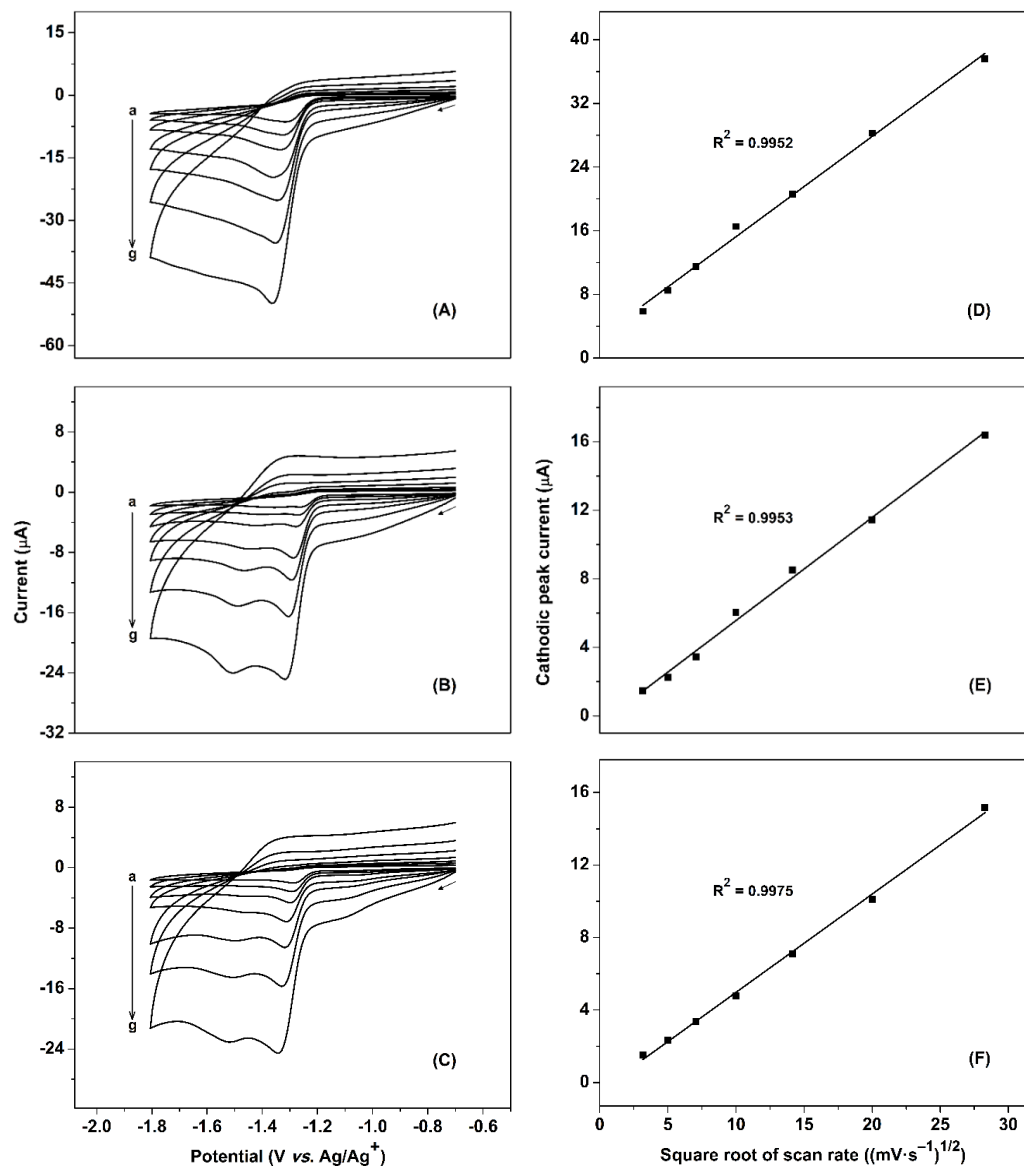 15
0
-15
-30
-45
-60
a
g
(A)
40
32
24
16
8
0
R² = 0.9952
(D)
8
0
-8
-16
-24
-32
a
g
(B)
Current (μA)
16
12
8
4
0
R² = 0.9953
(E)
Cathodic peak current (μA)
8
0
-8
-16
-24
a
g
(C)
-2.0 -1.8 -1.6 -1.4 -1.2 -1.0 -0.8 -0.6
Potential (V vs. Ag/Ag⁺)
16
12
8
4
0
R² = 0.9975
(F)
0 5 10 15 20 25 30
Square root of scan rate ((mV·s⁻¹)¹/²)